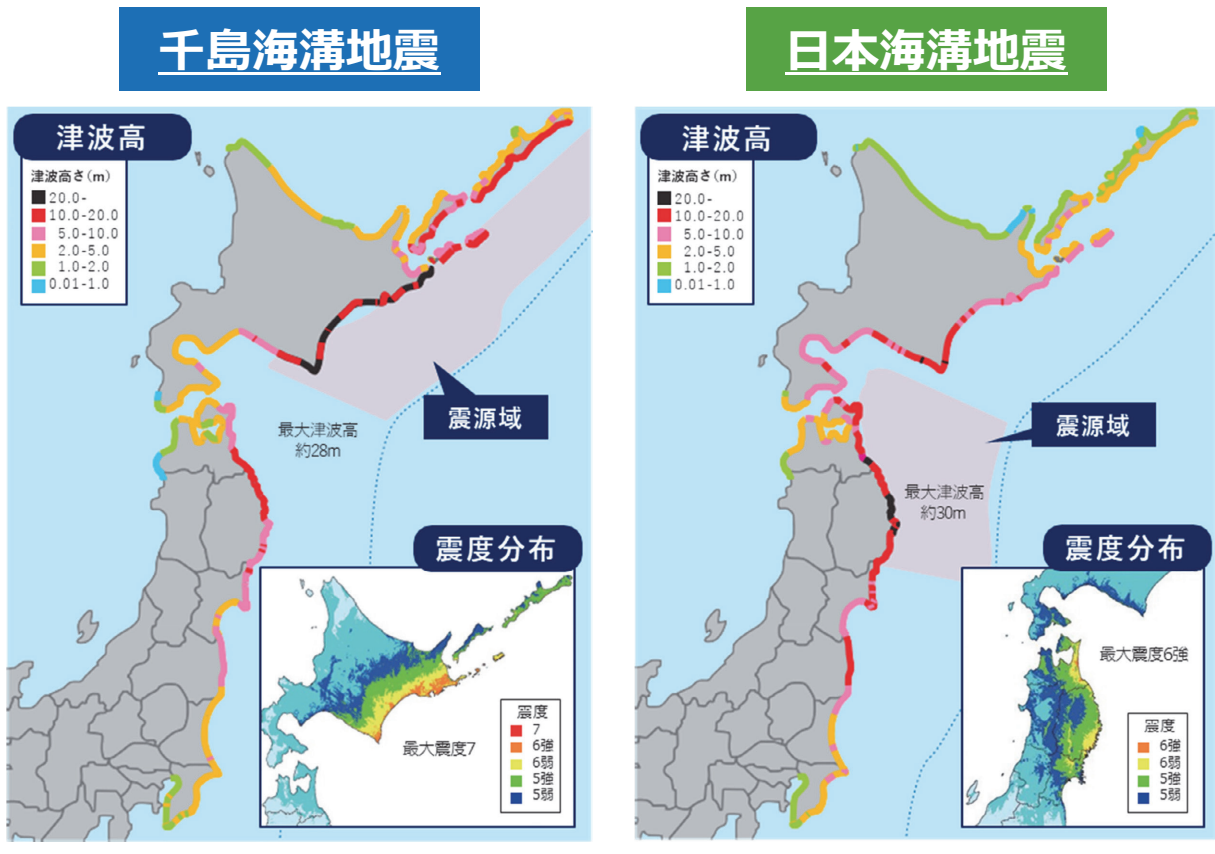 千島海溝地震
津波高
津波高さ（m）
20.0-
10.0-20.0
5.0-10.0
2.0-5.0
1.0-2.0
0.01-1.0
震源域
最大津波高
約28m
震度分布
最大震度7
震度
7
6強
6弱
5強
5弱
日本海溝地震
津波高
津波高さ（m）
20.0-
10.0-20.0
5.0-10.0
2.0-5.0
1.0-2.0
0.01-1.0
震源域
最大津波高
約30m
震度分布
最大震度6強
震度
6強
6弱
5強
5弱